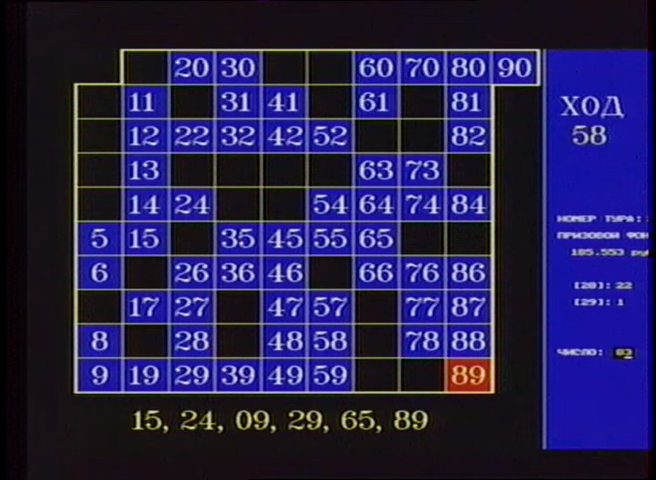 20 30 60 70 80 90
11 31 41 61 81
12 22 32 42 52 82
13 63 73
14 24 54 64 74 84
5 15 35 45 55 65
6 26 36 46 66 76 86
17 27 47 57 77 87
8 28 48 58 78 88
9 19 29 39 49 59 89
15, 24, 09, 29, 65, 89
ХОД
58
НОМЕР ТУРА:
ПРИЗОВОЙ ФОН
185.553 ру
[28]: 22
[29]: 1
ЧИСЛО: